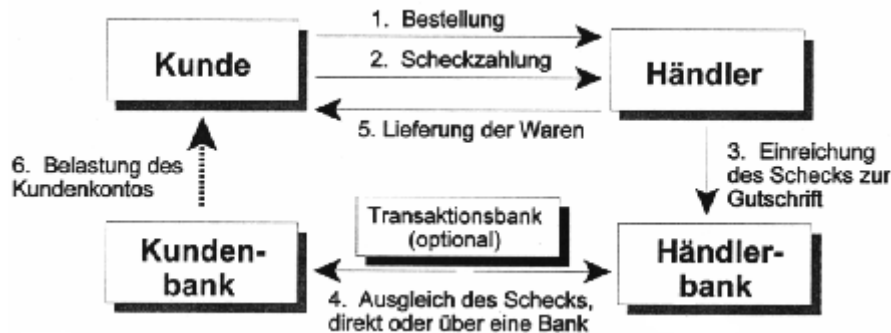 1. Bestellung
Kunde
2. Scheckzahlung
Händler
5. Lieferung der Waren
6. Belastung des
Kundenkontos
3. Einreichung
des Schecks zur
Gutschrift
Transaktionsbank
(optional)
Kunden-
bank
Händler-
bank
4. Ausgleich des Schecks,
direkt oder über eine Bank